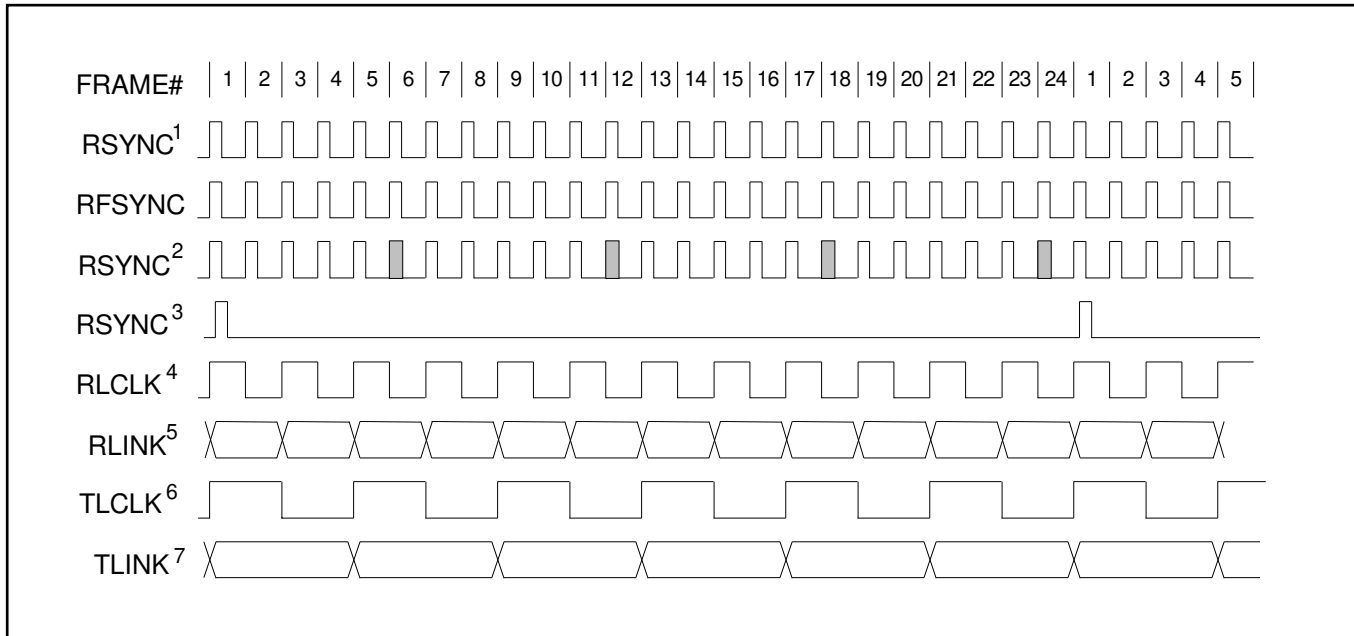 FRAME# 1 2 3 4 5 6 7 8 9 10 11 12 13 14 15 16 17 18 19 20 21 22 23 24 1 2 3 4 5
RSYNC¹
RFSYNC
RSYNC²
RSYNC³
RLCLK⁴
RLINK⁵
TLCLK⁶
TLINK⁷